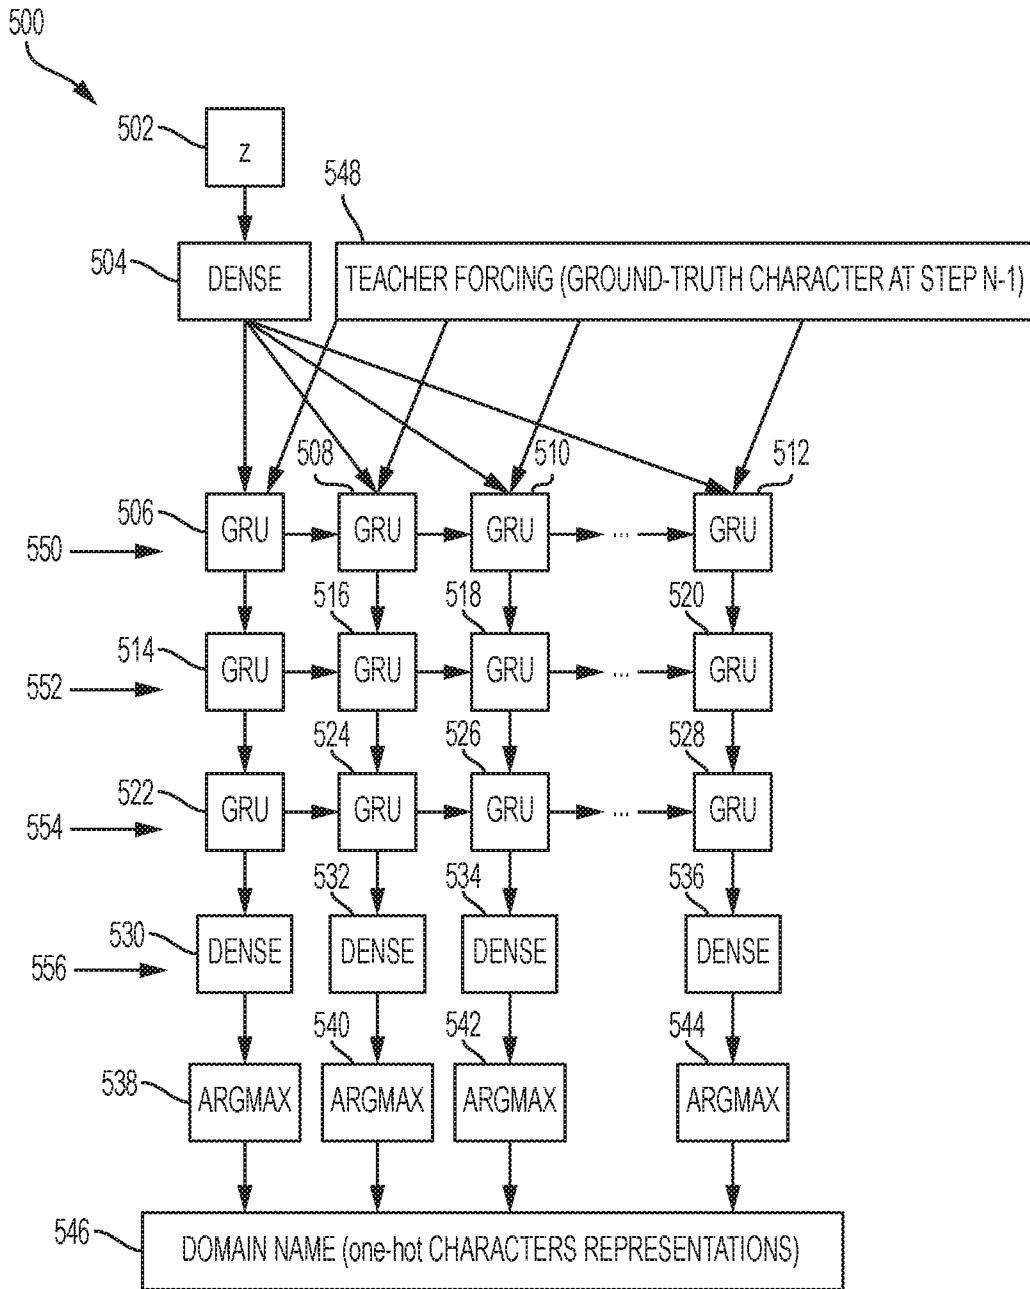 500
502
z
548
504
DENSE
TEACHER FORCING (GROUND-TRUTH CHARACTER AT STEP N-1)
508
510
512
506
GRU
GRU
GRU
...
GRU
550
516
518
520
514
GRU
GRU
GRU
...
GRU
552
524
526
528
522
GRU
GRU
GRU
...
GRU
554
532
534
536
530
DENSE
DENSE
DENSE
DENSE
556
540
542
544
538
ARGMAX
ARGMAX
ARGMAX
ARGMAX
546
DOMAIN NAME (one-hot CHARACTERS REPRESENTATIONS)